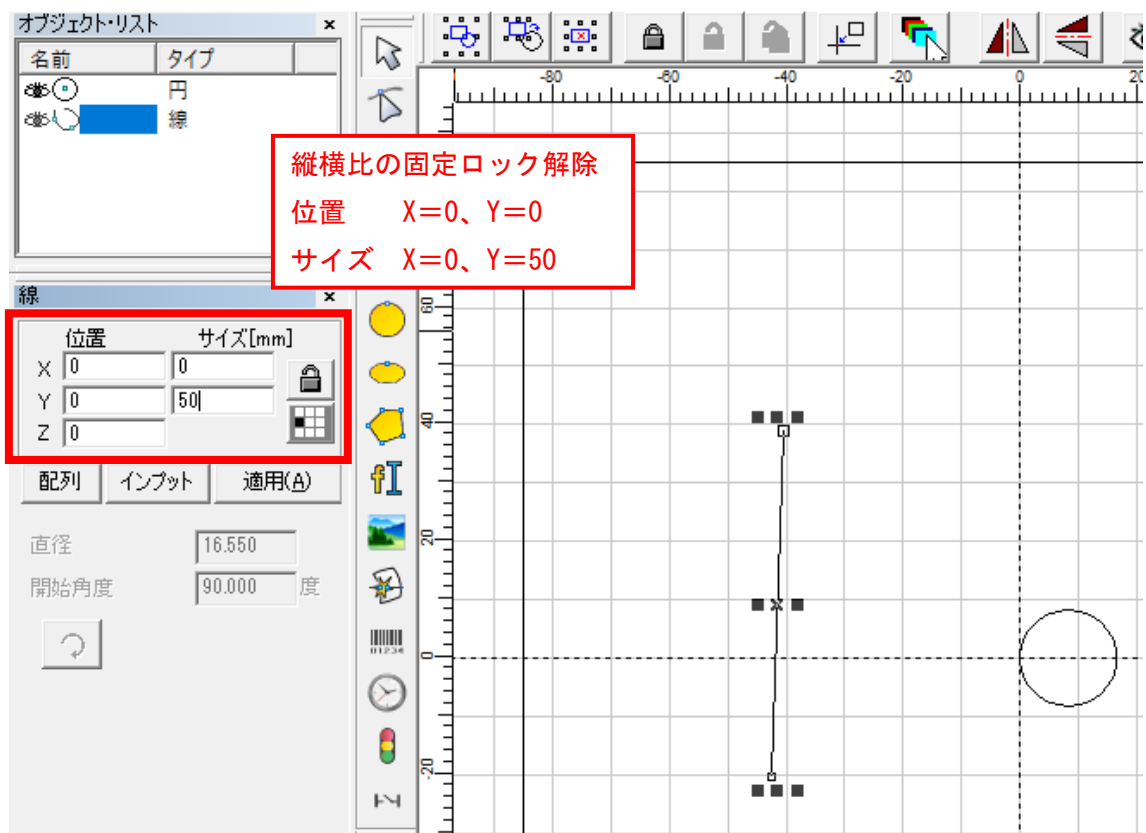 オブジェクト・リスト
×
名前 タイプ
円
線
縦横比の固定ロック解除
位置 X=0、Y=0
サイズ X=0、Y=50
線
×
位置 サイズ[mm]
X 0 0
Y 0 50
Z 0
配列 インプット 適用(A)
直径 16.550
開始角度 90.000 度
f
01234
-80 -60 -40 -20 0 20
60
40
20
0
-20